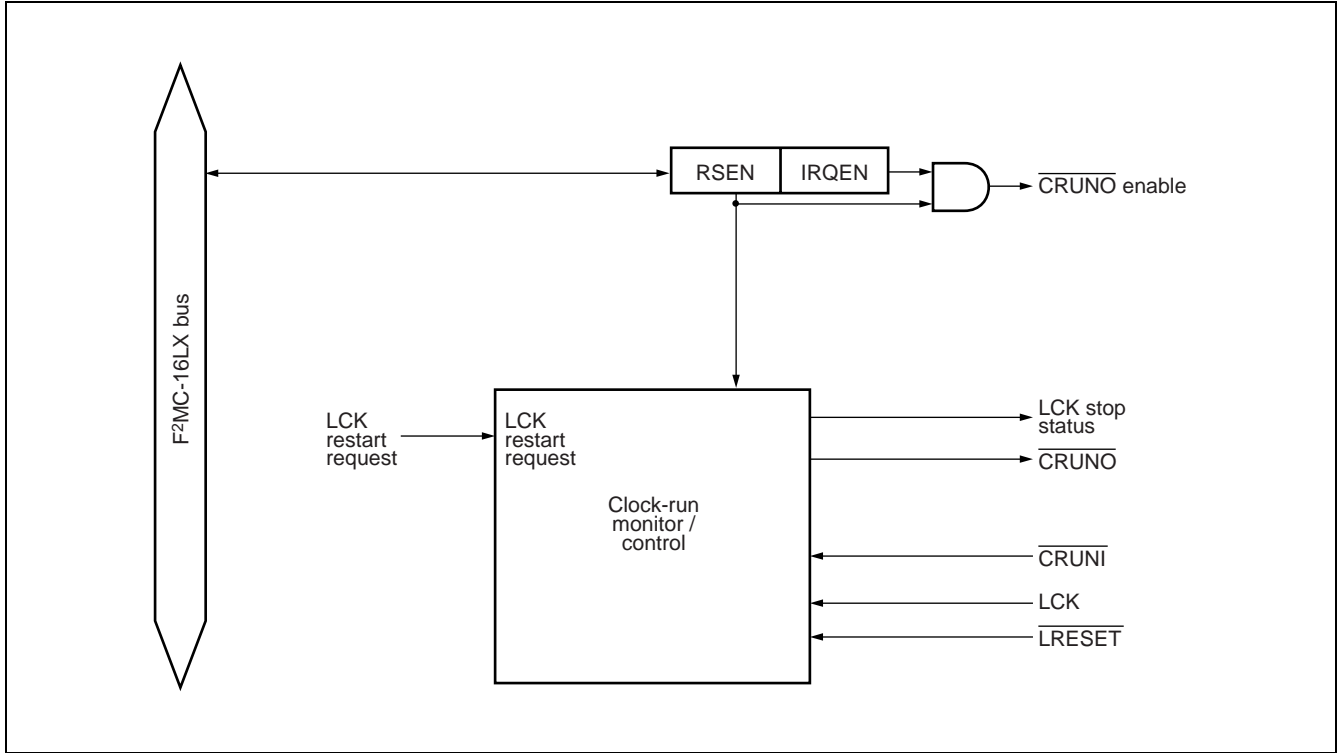 RSEN
IRQEN
CRUNO enable
F²MC-16LX bus
LCK
restart
request
LCK
restart
request
Clock-run
monitor /
control
LCK stop
status
CRUNO
CRUNI
LCK
LRESET